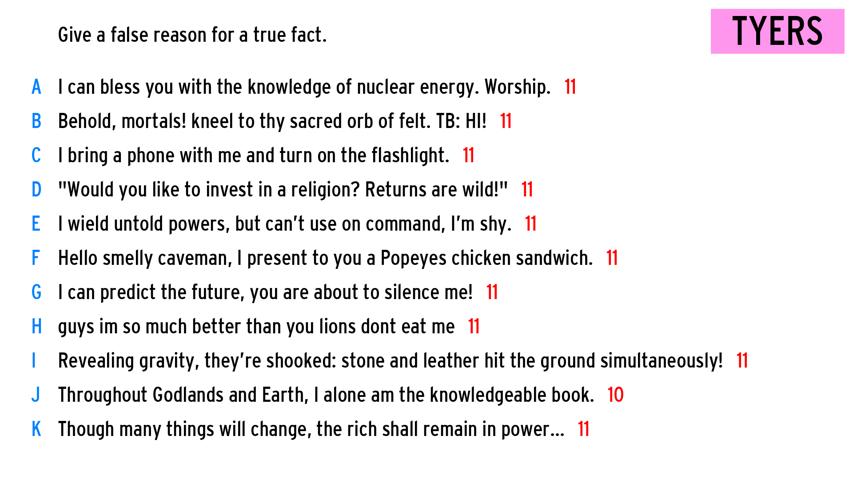 Give a false reason for a true fact.
TYERS
A I can bless you with the knowledge of nuclear energy. Worship. 11
B Behold, mortals! kneel to thy sacred orb of felt. TB: HI! 11
C I bring a phone with me and turn on the flashlight. 11
D "Would you like to invest in a religion? Returns are wild!" 11
E I wield untold powers, but can't use on command, I'm shy. 11
F Hello smelly caveman, I present to you a Popeyes chicken sandwich. 11
G I can predict the future, you are about to silence me! 11
H guys im so much better than you lions dont eat me 11
I Revealing gravity, they're shooked: stone and leather hit the ground simultaneously! 11
J Throughout Godlands and Earth, I alone am the knowledgeable book. 10
K Though many things will change, the rich shall remain in power... 11